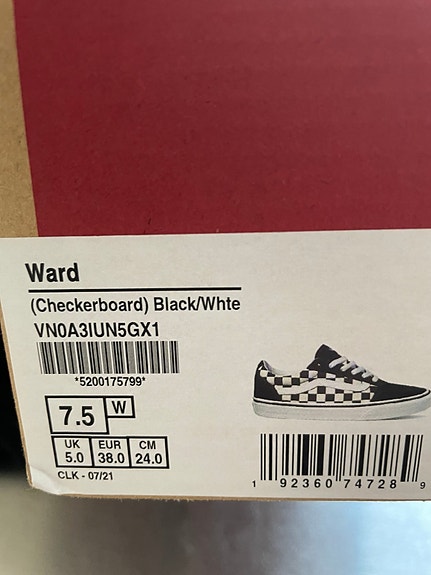 Ward
(Checkerboard) Black/Whte
VN0A3IUN5GX1
*5200175799*
7.5 W
UK EUR CM
5.0 38.0 24.0
CLK - 07/21
1 92360 74728 9